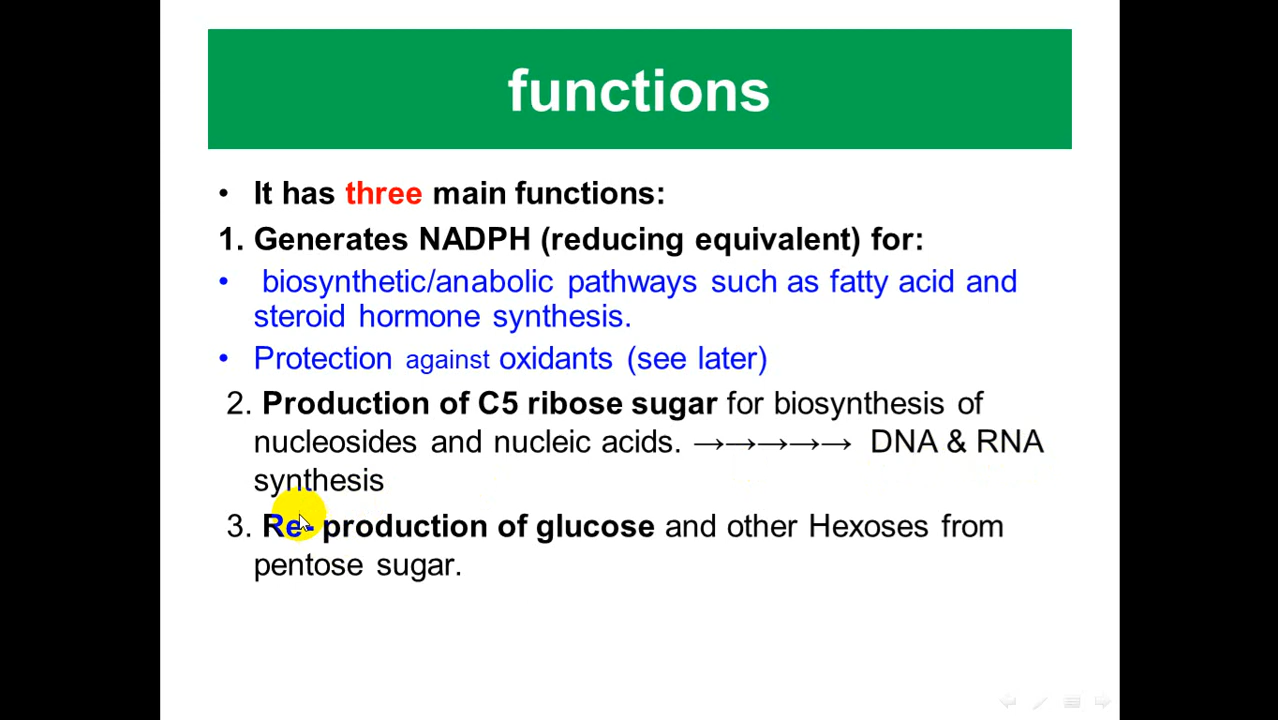 functions
• It has three main functions:
1. Generates NADPH (reducing equivalent) for:
• biosynthetic/anabolic pathways such as fatty acid and
steroid hormone synthesis.
• Protection against oxidants (see later)
2. Production of C5 ribose sugar for biosynthesis of
nucleosides and nucleic acids. →→→→→ DNA & RNA
synthesis
3. Re- production of glucose and other Hexoses from
pentose sugar.